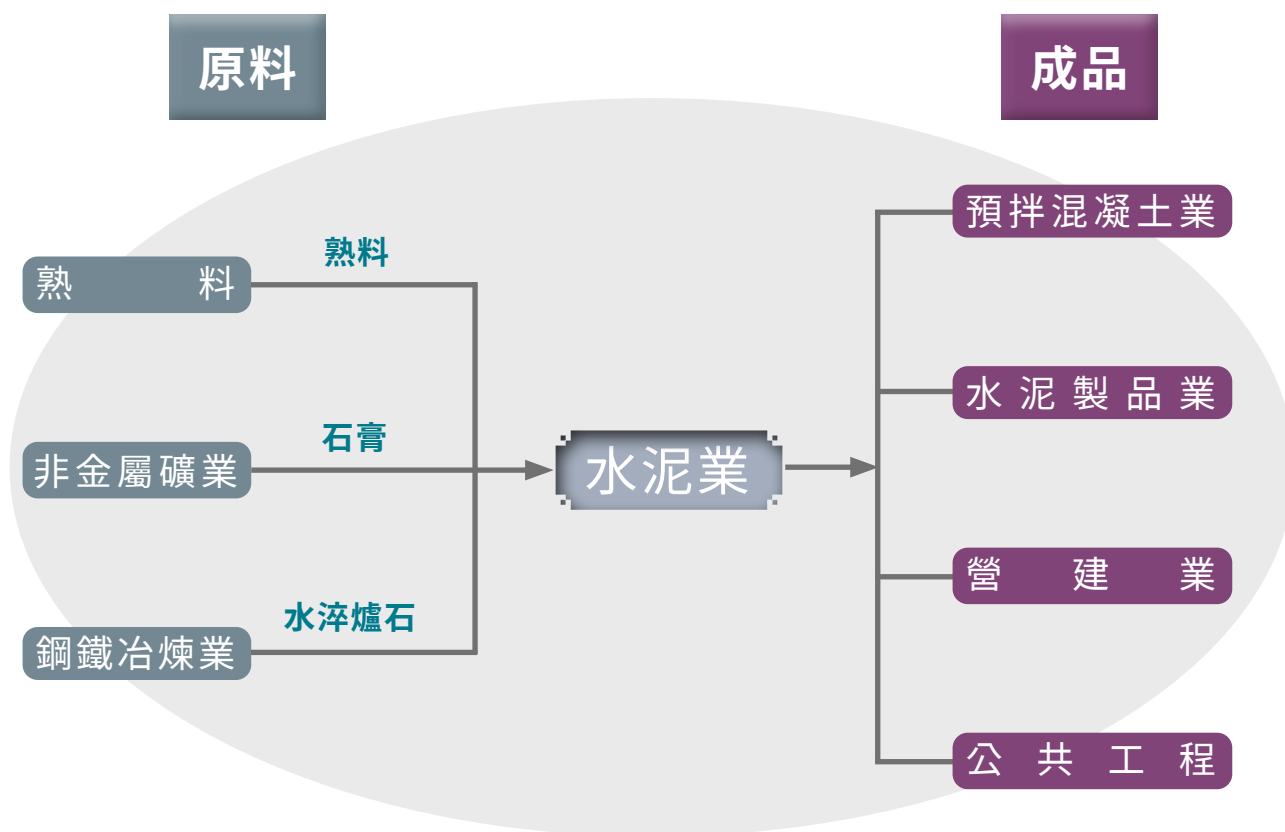 原料
成品
熟料
熟料
石膏
非金屬礦業
水淬爐石
鋼鐵冶煉業
水泥業
預拌混凝土業
水泥製品業
營建業
公共工程